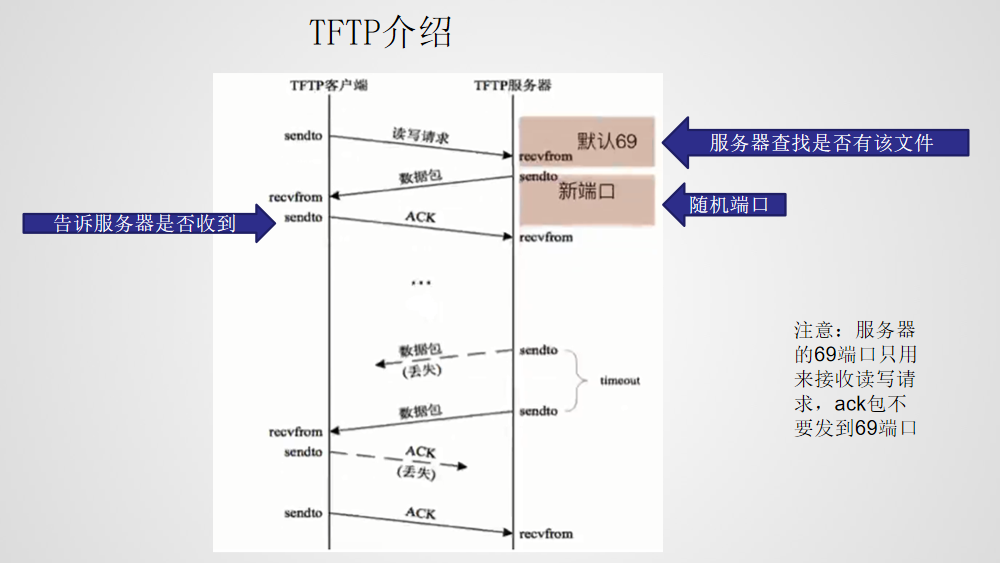 TFTP介绍
TFTP客户端
TFTP服务器
sendto
读写请求
默认69
服务器查找是否有该文件
recvfrom
数据包
sendto
新端口
随机端口
recvfrom
告诉服务器是否收到
sendto
ACK
recvfrom
...
注意：服务器
的69端口只用
来接收读写请
求，ack包不
要发到69端口
数据包
(丢失)
sendto
timeout
数据包
sendto
recvfrom
sendto
ACK
(丢失)
sendto
ACK
recvfrom